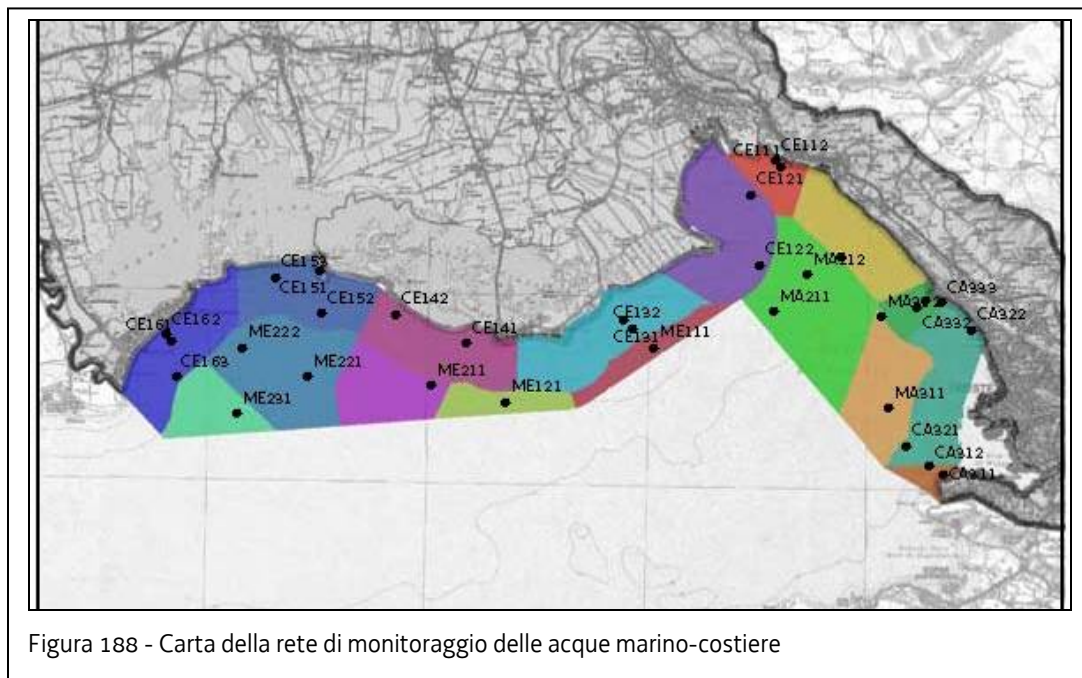 CE111
CE112
CE121
CE122
MA212
MA211
CE153
CE151
CE152
CE142
CE141
CE161
CE162
CE163
ME222
ME221
ME231
ME211
ME121
CE132
CE131
ME111
CA333
CA332
CA322
MA311
CA321
CA312
CA311
Figura 188 - Carta della rete di monitoraggio delle acque marino-costiere